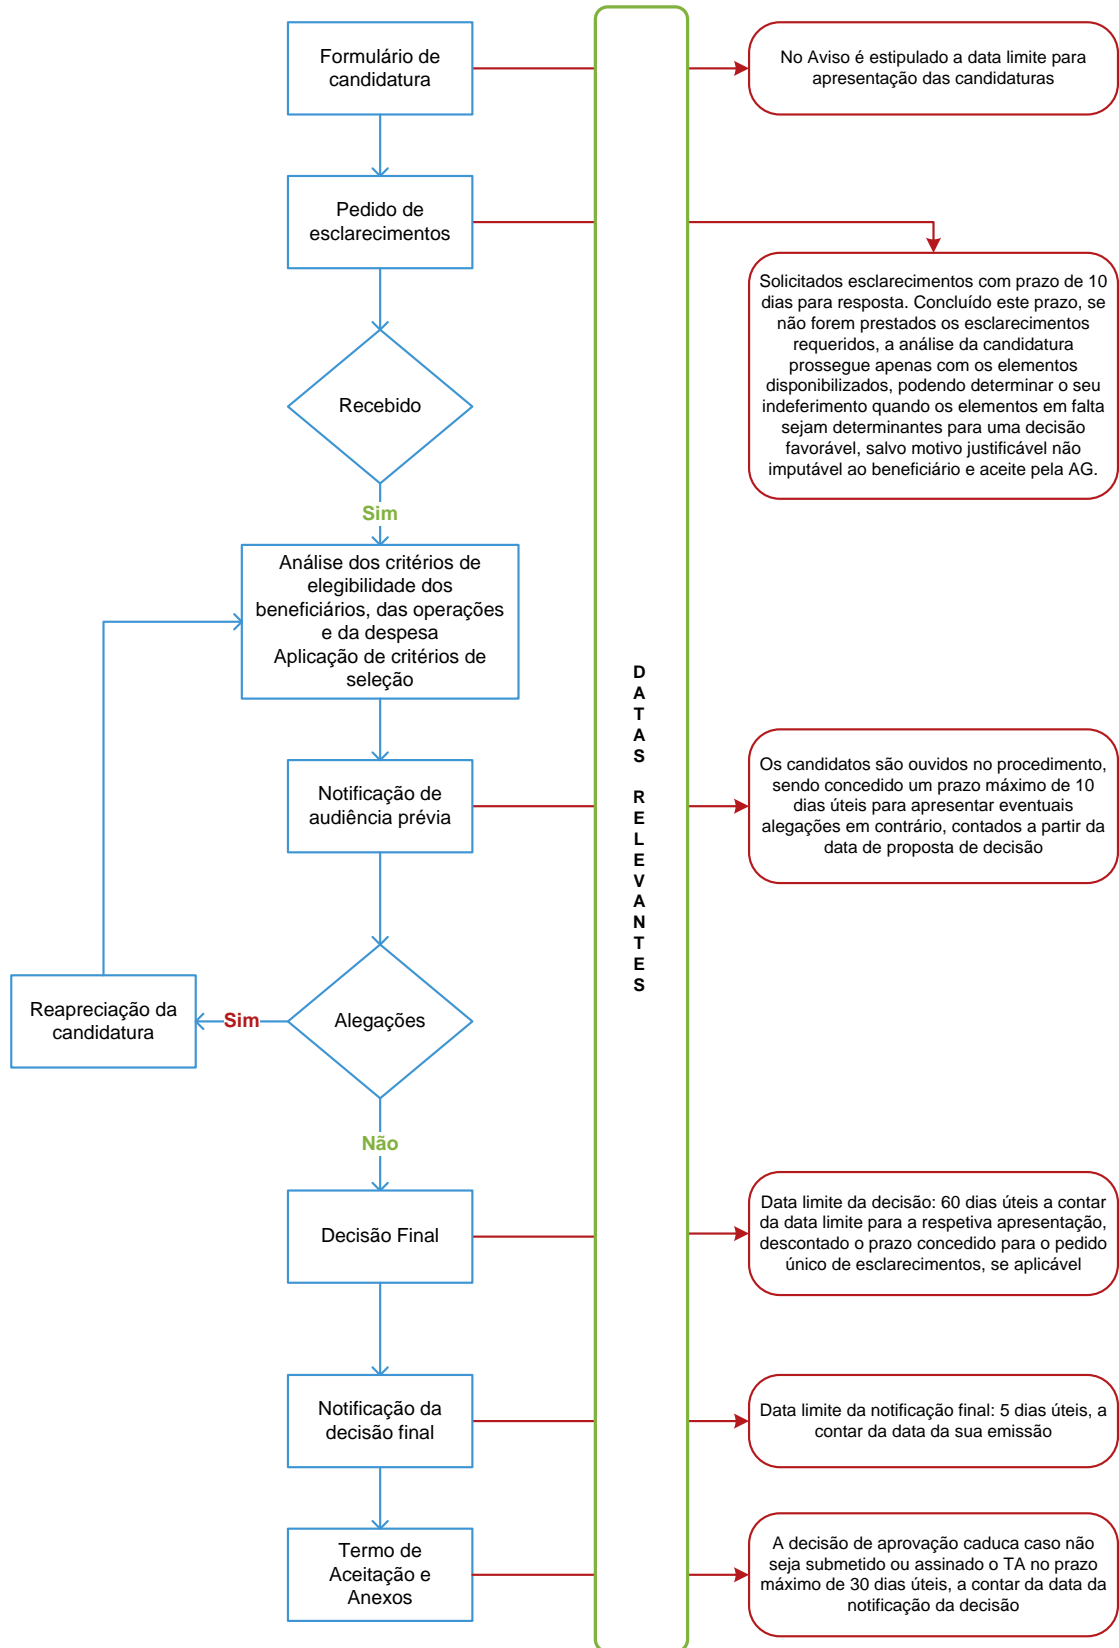 Formulário de
candidatura
No Aviso é estipulado a data limite para
apresentação das candidaturas
Pedido de
esclarecimentos
Solicitados esclarecimentos com prazo de 10
dias para resposta. Concluído este prazo, se
não forem prestados os esclarecimentos
requeridos, a análise da candidatura
prossegue apenas com os elementos
disponibilizados, podendo determinar o seu
indeferimento quando os elementos em falta
sejam determinantes para uma decisão
favorável, salvo motivo justificável não
imputável ao beneficiário e aceite pela AG.
Recebido
Sim
Análise dos critérios de
elegibilidade dos
beneficiários, das operações
e da despesa
Aplicação de critérios de
seleção
DATAS RELEVANTES
Notificação de
audiência prévia
Os candidatos são ouvidos no procedimento,
sendo concedido um prazo máximo de 10
dias úteis para apresentar eventuais
alegações em contrário, contados a partir da
data de proposta de decisão
Alegações
Sim
Reapreciação da
candidatura
Não
Decisão Final
Data limite da decisão: 60 dias úteis a contar
da data limite para a respetiva apresentação,
descontado o prazo concedido para o pedido
único de esclarecimentos, se aplicável
Notificação da
decisão final
Data limite da notificação final: 5 dias úteis, a
contar da data da sua emissão
Termo de
Aceitação e
Anexos
A decisão de aprovação caduca caso não
seja submetido ou assinado o TA no prazo
máximo de 30 dias úteis, a contar da data da
notificação da decisão